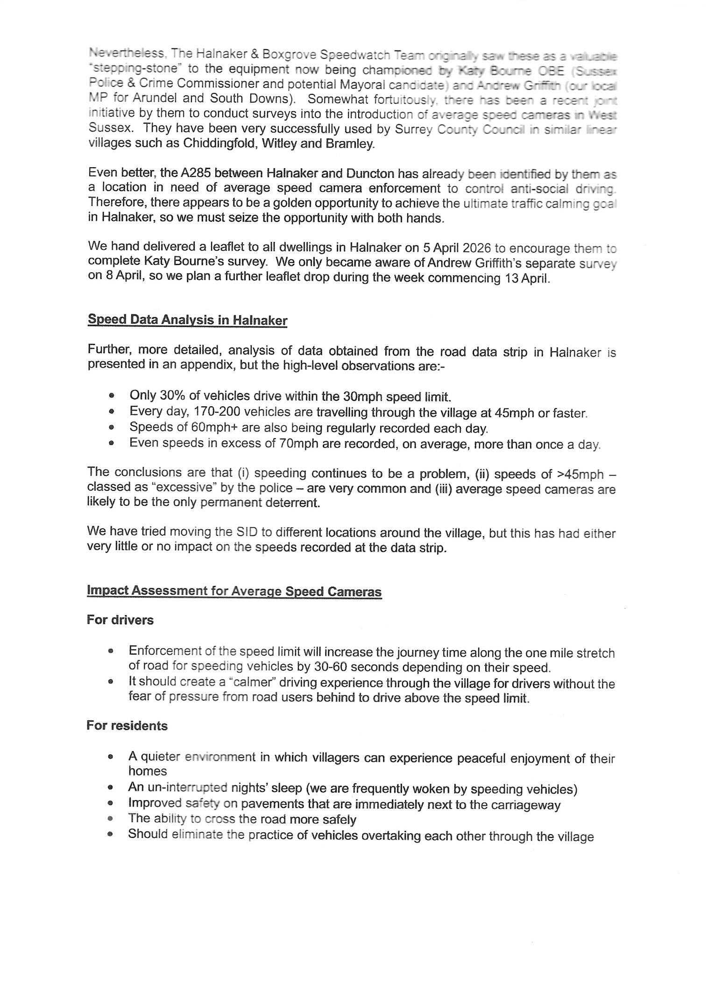 Nevertheless, The Halnaker & Boxgrove Speedwatch Team originally saw these as a valuable
“stepping-stone” to the equipment now being championed by Katy Bourne OBE (Sussex
Police & Crime Commissioner and potential Mayoral candidate) and Andrew Griffith (our local
MP for Arundel and South Downs). Somewhat fortuitously, there has been a recent joint
initiative by them to conduct surveys into the introduction of average speed cameras in West
Sussex. They have been very successfully used by Surrey County Council in similar linear
villages such as Chiddingfold, Witley and Bramley.
Even better, the A285 between Halnaker and Duncton has already been identified by them as
a location in need of average speed camera enforcement to control anti-social driving.
Therefore, there appears to be a golden opportunity to achieve the ultimate traffic calming goal
in Halnaker, so we must seize the opportunity with both hands.
We hand delivered a leaflet to all dwellings in Halnaker on 5 April 2026 to encourage them to
complete Katy Bourne’s survey. We only became aware of Andrew Griffith’s separate survey
on 8 April, so we plan a further leaflet drop during the week commencing 13 April.
Speed Data Analysis in Halnaker
Further, more detailed, analysis of data obtained from the road data strip in Halnaker is
presented in an appendix, but the high-level observations are:-
• Only 30% of vehicles drive within the 30mph speed limit.
• Every day, 170-200 vehicles are travelling through the village at 45mph or faster.
• Speeds of 60mph+ are also being regularly recorded each day.
• Even speeds in excess of 70mph are recorded, on average, more than once a day.
The conclusions are that (i) speeding continues to be a problem, (ii) speeds of >45mph –
classed as “excessive” by the police – are very common and (iii) average speed cameras are
likely to be the only permanent deterrent.
We have tried moving the SID to different locations around the village, but this has had either
very little or no impact on the speeds recorded at the data strip.
Impact Assessment for Average Speed Cameras
For drivers
• Enforcement of the speed limit will increase the journey time along the one mile stretch
of road for speeding vehicles by 30-60 seconds depending on their speed.
• It should create a “calmer” driving experience through the village for drivers without the
fear of pressure from road users behind to drive above the speed limit.
For residents
• A quieter environment in which villagers can experience peaceful enjoyment of their
homes
• An un-interrupted nights’ sleep (we are frequently woken by speeding vehicles)
• Improved safety on pavements that are immediately next to the carriageway
• The ability to cross the road more safely
• Should eliminate the practice of vehicles overtaking each other through the village